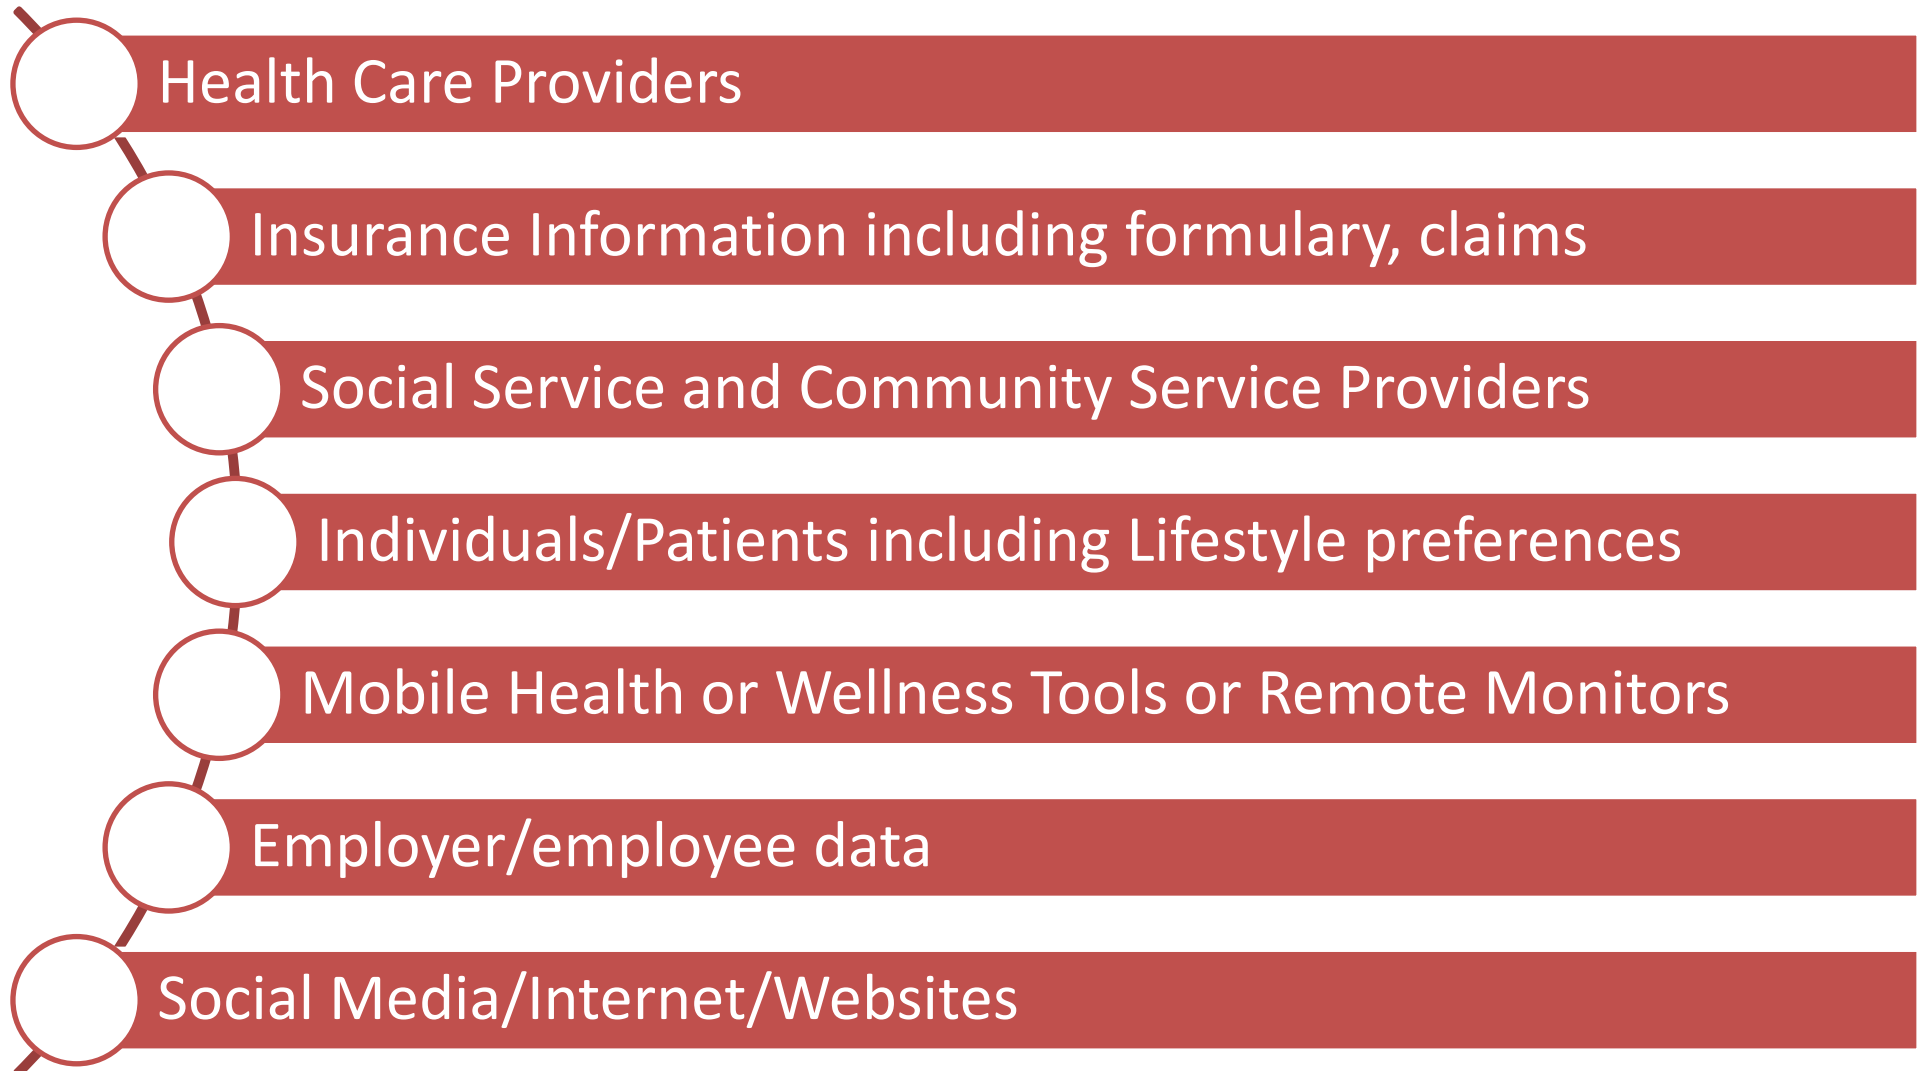 Health Care Providers
Insurance Information including formulary, claims
Social Service and Community Service Providers
Individuals/Patients including Lifestyle preferences
Mobile Health or Wellness Tools or Remote Monitors
Employer/employee data
Social Media/Internet/Websites